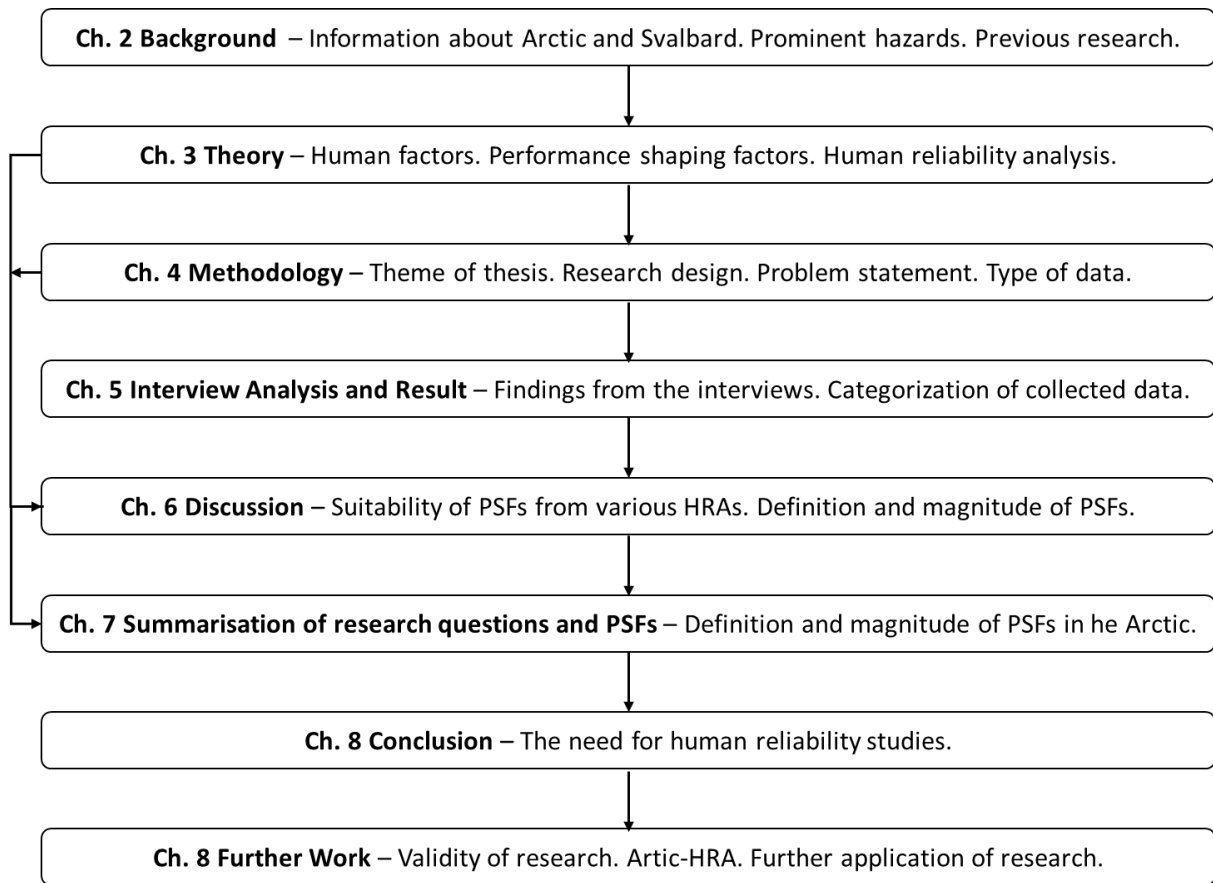 Ch. 2 Background – Information about Arctic and Svalbard. Prominent hazards. Previous research.
Ch. 3 Theory – Human factors. Performance shaping factors. Human reliability analysis.
Ch. 4 Methodology – Theme of thesis. Research design. Problem statement. Type of data.
Ch. 5 Interview Analysis and Result – Findings from the interviews. Categorization of collected data.
Ch. 6 Discussion – Suitability of PSFs from various HRAs. Definition and magnitude of PSFs.
Ch. 7 Summarisation of research questions and PSFs – Definition and magnitude of PSFs in he Arctic.
Ch. 8 Conclusion – The need for human reliability studies.
Ch. 8 Further Work – Validity of research. Artic-HRA. Further application of research.